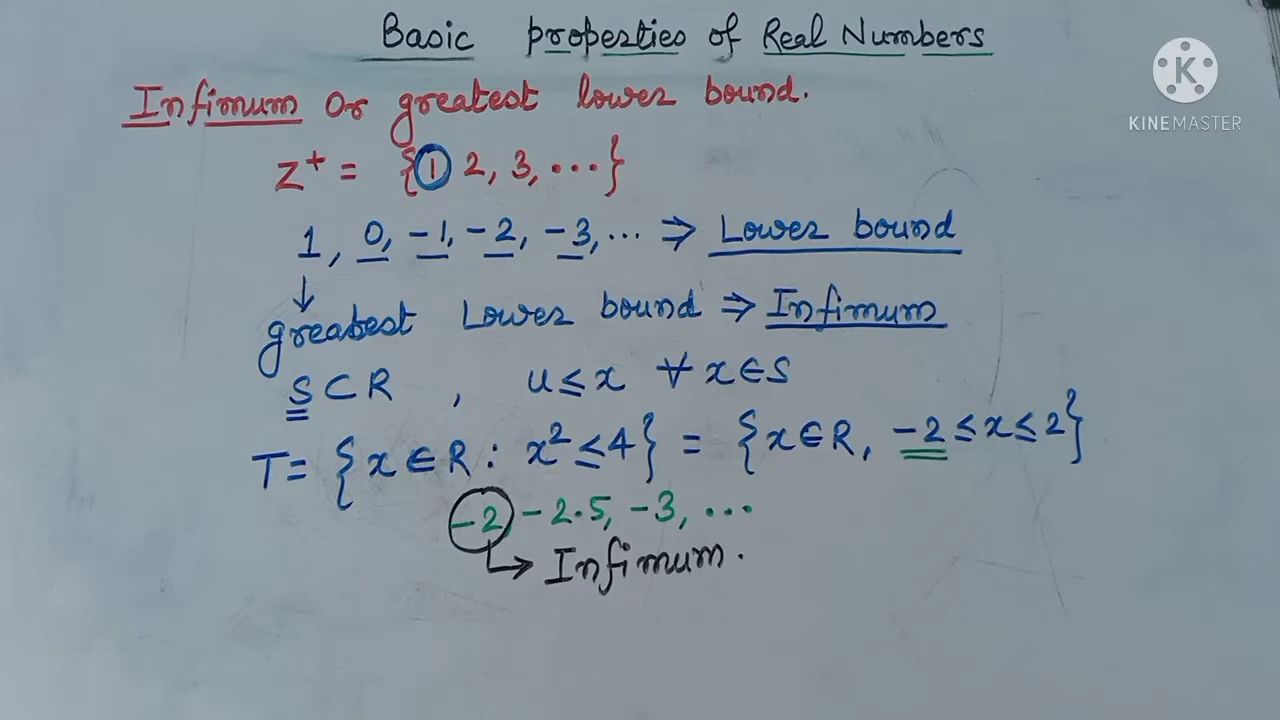 Basic properties of Real Numbers
K
KINEMASTER
Infimum or greatest lower bound.
Z⁺ = {1 2, 3, ...}
1, 0, -1, -2, -3, ... ⇒ Lower bound
↓
greatest Lower bound ⇒ Infimum
S ⊂ R , u ≤ x ∀ x ∈ S
T = {x ∈ R : x² ≤ 4} = {x ∈ R, -2 ≤ x ≤ 2}
-2 -2.5, -3, ...
↳ Infimum.